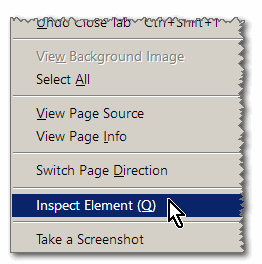 Undo Close Tab Ctrl+Shift+T
View Background Image
Select All
View Page Source
View Page Info
Switch Page Direction
Inspect Element (Q)
Take a Screenshot